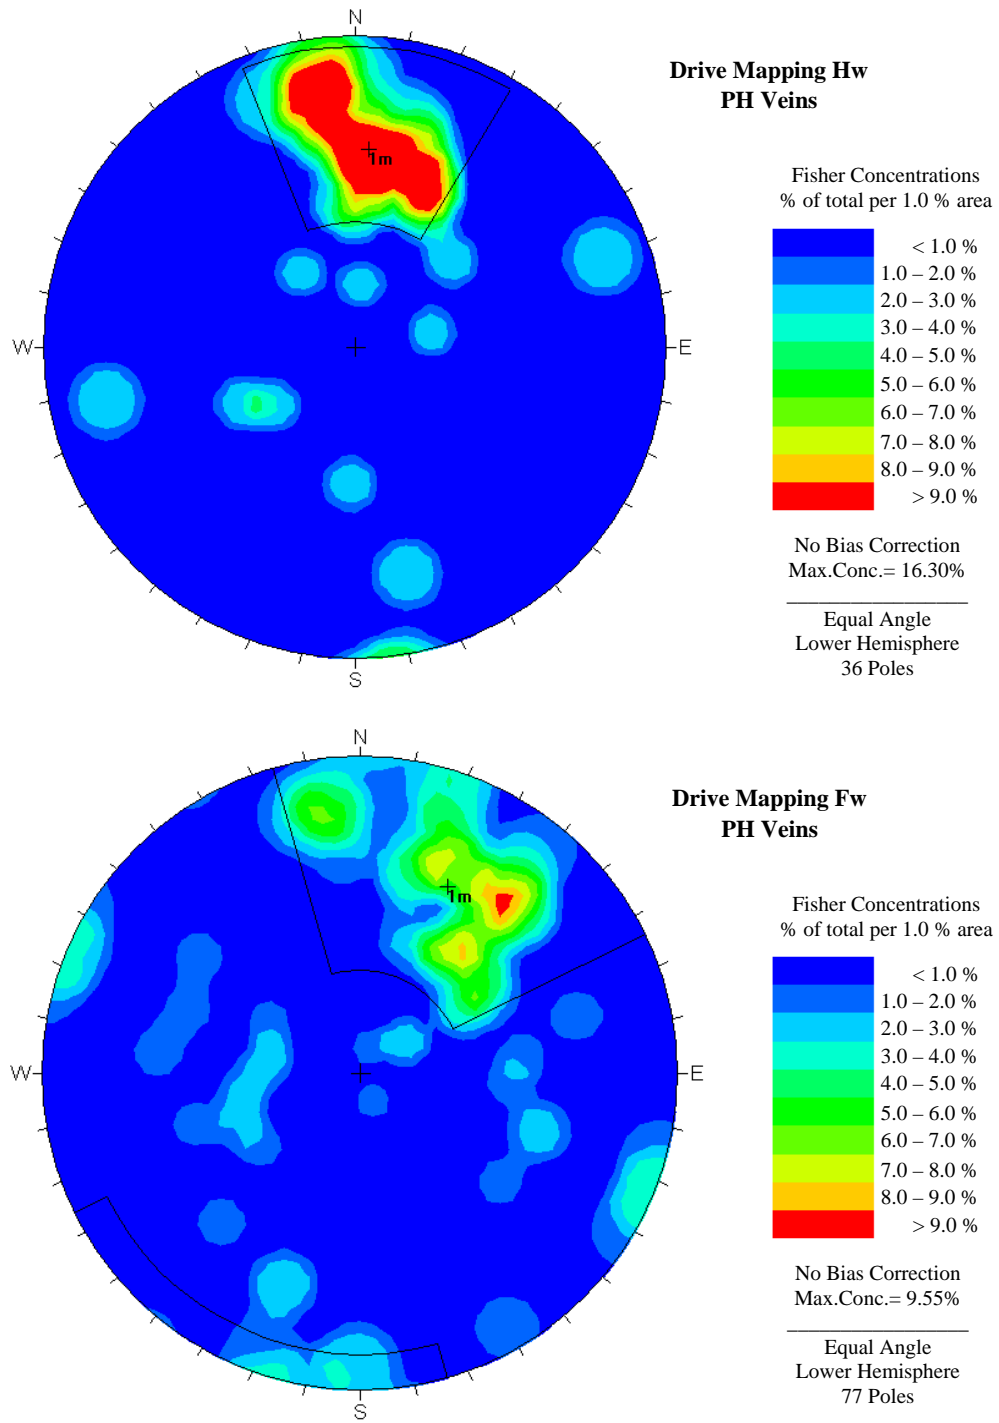 N
Drive Mapping Hw
PH Veins
1m
Fisher Concentrations
% of total per 1.0 % area
< 1.0 %
1.0 – 2.0 %
2.0 – 3.0 %
3.0 – 4.0 %
4.0 – 5.0 %
5.0 – 6.0 %
6.0 – 7.0 %
7.0 – 8.0 %
8.0 – 9.0 %
> 9.0 %
W
E
No Bias Correction
Max.Conc.= 16.30%
Equal Angle
Lower Hemisphere
36 Poles
S
N
Drive Mapping Fw
PH Veins
1m
Fisher Concentrations
% of total per 1.0 % area
< 1.0 %
1.0 – 2.0 %
2.0 – 3.0 %
3.0 – 4.0 %
4.0 – 5.0 %
5.0 – 6.0 %
6.0 – 7.0 %
7.0 – 8.0 %
8.0 – 9.0 %
> 9.0 %
W
E
No Bias Correction
Max.Conc.= 9.55%
Equal Angle
Lower Hemisphere
77 Poles
S